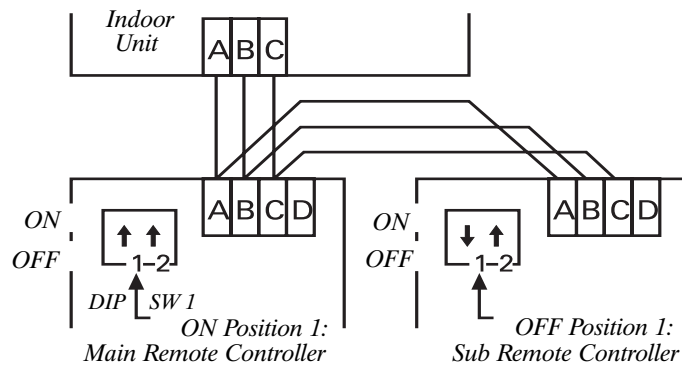 Indoor
Unit
A B C
A B C D
A B C D
ON
OFF
1-2
DIP SW 1
ON Position 1:
Main Remote Controller
ON
OFF
1-2
OFF Position 1:
Sub Remote Controller